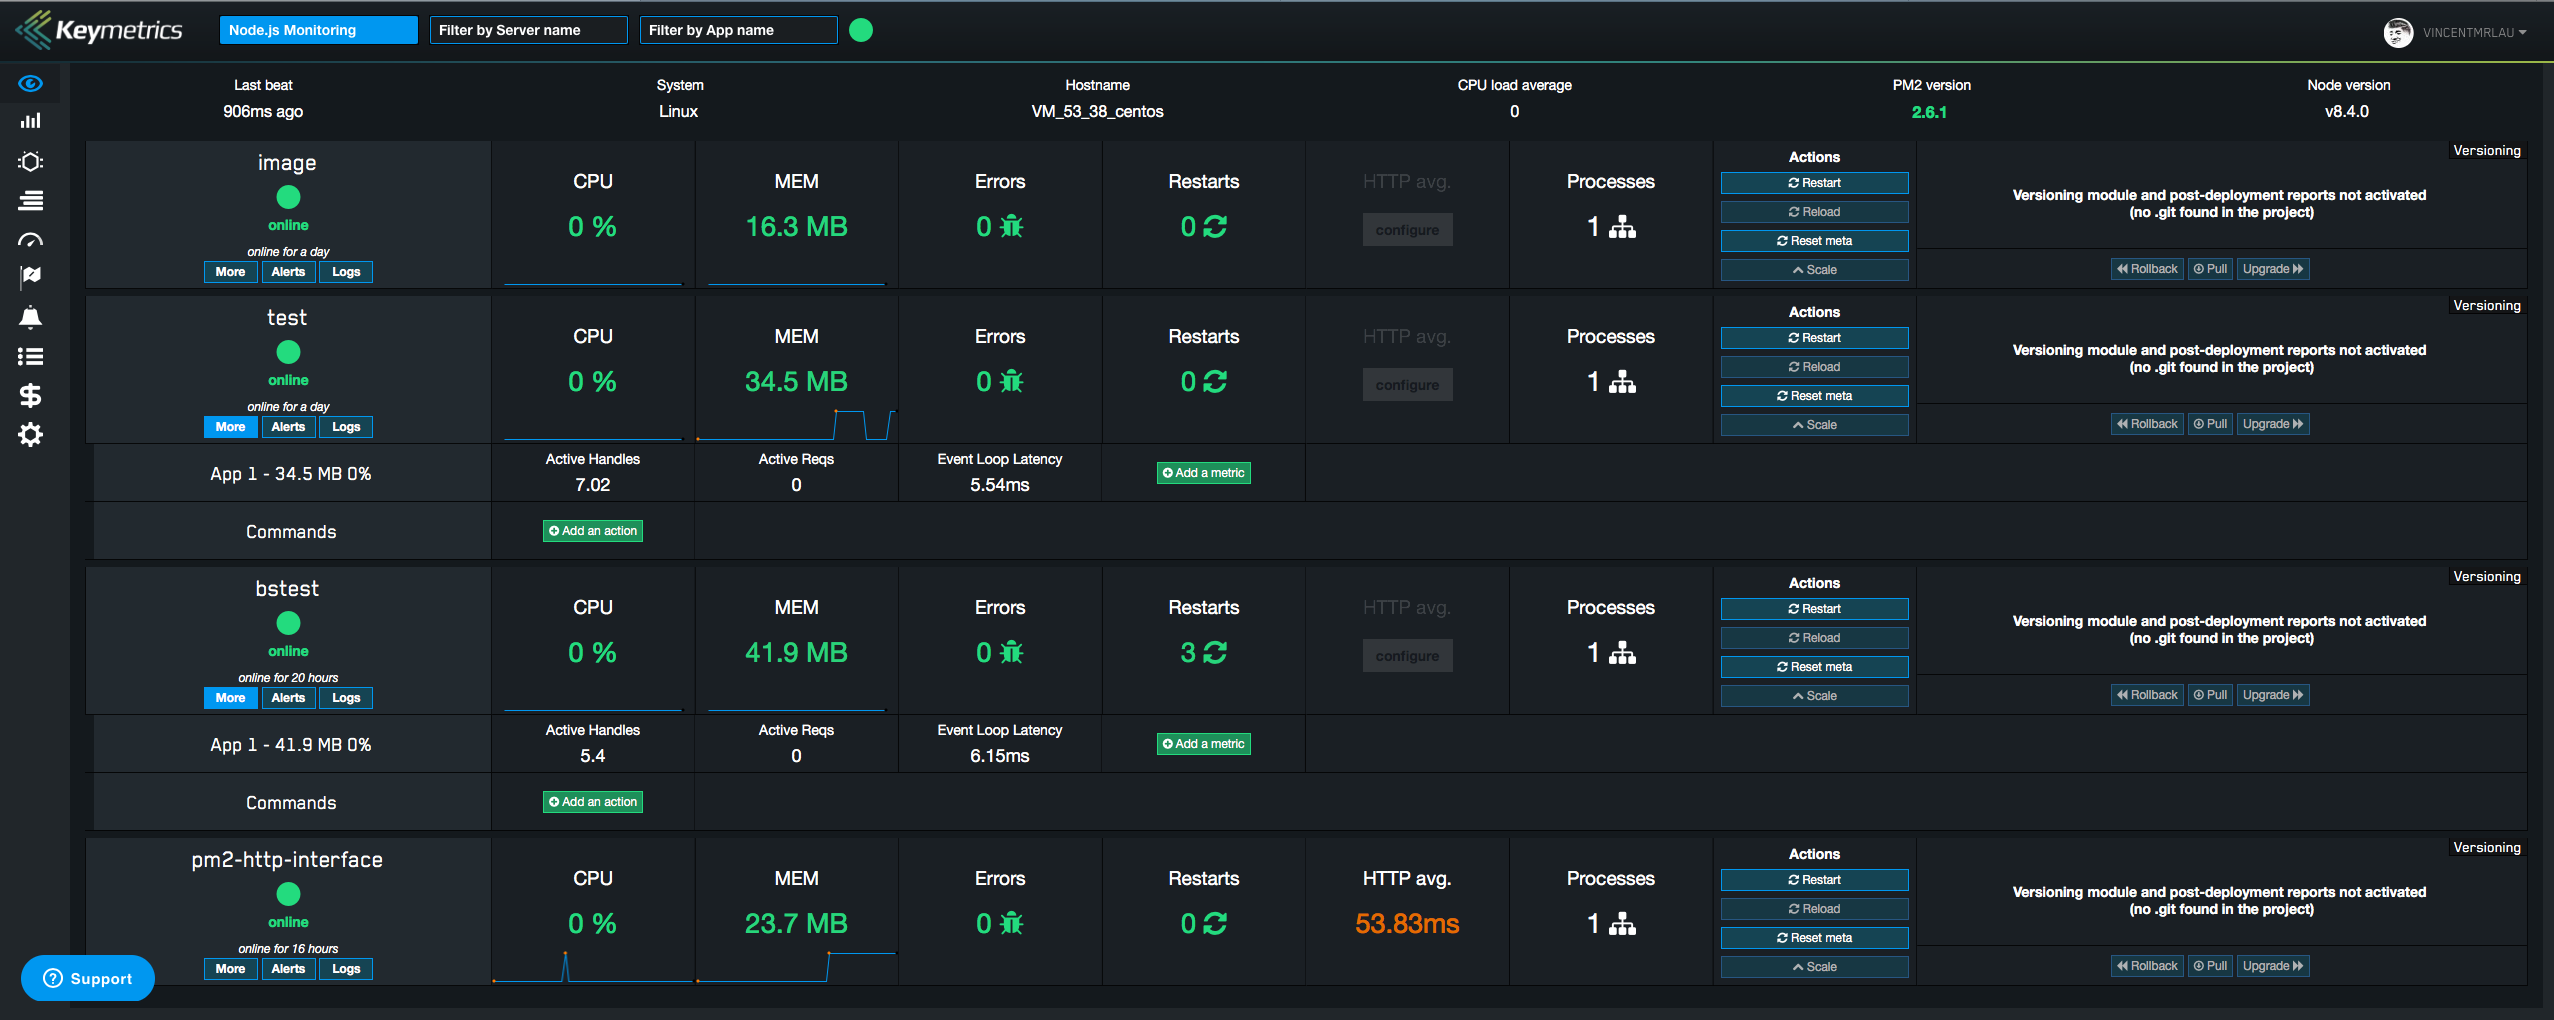 Keymetrics
Node.js Monitoring
Filter by Server name
Filter by App name
VINCENTMRLAU
Last beat
906ms ago
System
Linux
Hostname
VM_53_38_centos
CPU load average
0
PM2 version
2.6.1
Node version
v8.4.0
image
online
online for a day
More Alerts Logs
CPU
0 %
MEM
16.3 MB
Errors
0
Restarts
0
HTTP avg.
configure
Processes
1
Actions
Restart
Reload
Reset meta
Scale
Versioning
Versioning module and post-deployment reports not activated
(no .git found in the project)
Rollback Pull Upgrade
test
online
online for a day
More Alerts Logs
CPU
0 %
MEM
34.5 MB
Errors
0
Restarts
0
HTTP avg.
configure
Processes
1
Actions
Restart
Reload
Reset meta
Scale
Versioning
Versioning module and post-deployment reports not activated
(no .git found in the project)
Rollback Pull Upgrade
App 1 - 34.5 MB 0%
Active Handles
7.02
Active Reqs
0
Event Loop Latency
5.54ms
Add a metric
Commands
Add an action
bstest
online
online for 20 hours
More Alerts Logs
CPU
0 %
MEM
41.9 MB
Errors
0
Restarts
3
HTTP avg.
configure
Processes
1
Actions
Restart
Reload
Reset meta
Scale
Versioning
Versioning module and post-deployment reports not activated
(no .git found in the project)
Rollback Pull Upgrade
App 1 - 41.9 MB 0%
Active Handles
5.4
Active Reqs
0
Event Loop Latency
6.15ms
Add a metric
Commands
Add an action
pm2-http-interface
online
online for 16 hours
More Alerts Logs
CPU
0 %
MEM
23.7 MB
Errors
0
Restarts
0
HTTP avg.
53.83ms
Processes
1
Actions
Restart
Reload
Reset meta
Scale
Versioning
Versioning module and post-deployment reports not activated
(no .git found in the project)
Rollback Pull Upgrade
Support